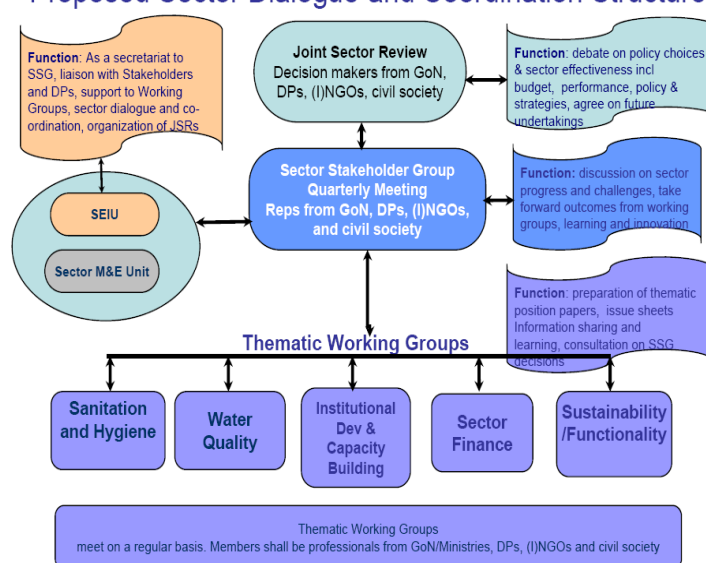 Proposed Sector Dialogue and Coordination Structure
Function: As a secretariat to
SSG, liaison with Stakeholders
and DPs, support to Working
Groups, sector dialogue and co-
ordination, organization of JSRs
Joint Sector Review
Decision makers from GoN,
DPs, (I)NGOs, civil society
Function: debate on policy choices
& sector effectiveness incl
budget, performance, policy &
strategies, agree on future
undertakings
Sector Stakeholder Group
Quarterly Meeting
Reps from GoN, DPs, (I)NGOs,
and civil society
Function: discussion on sector
progress and challenges, take
forward outcomes from working
groups, learning and innovation
SEIU
Sector M&E Unit
Function: preparation of thematic
position papers, issue sheets
Information sharing and
learning, consultation on SSG
decisions
Thematic Working Groups
Sanitation
and Hygiene
Water
Quality
Institutional
Dev &
Capacity
Building
Sector
Finance
Sustainability
/Functionality
Thematic Working Groups
meet on a regular basis. Members shall be professionals from GoN/Ministries, DPs, (I)NGOs and civil society